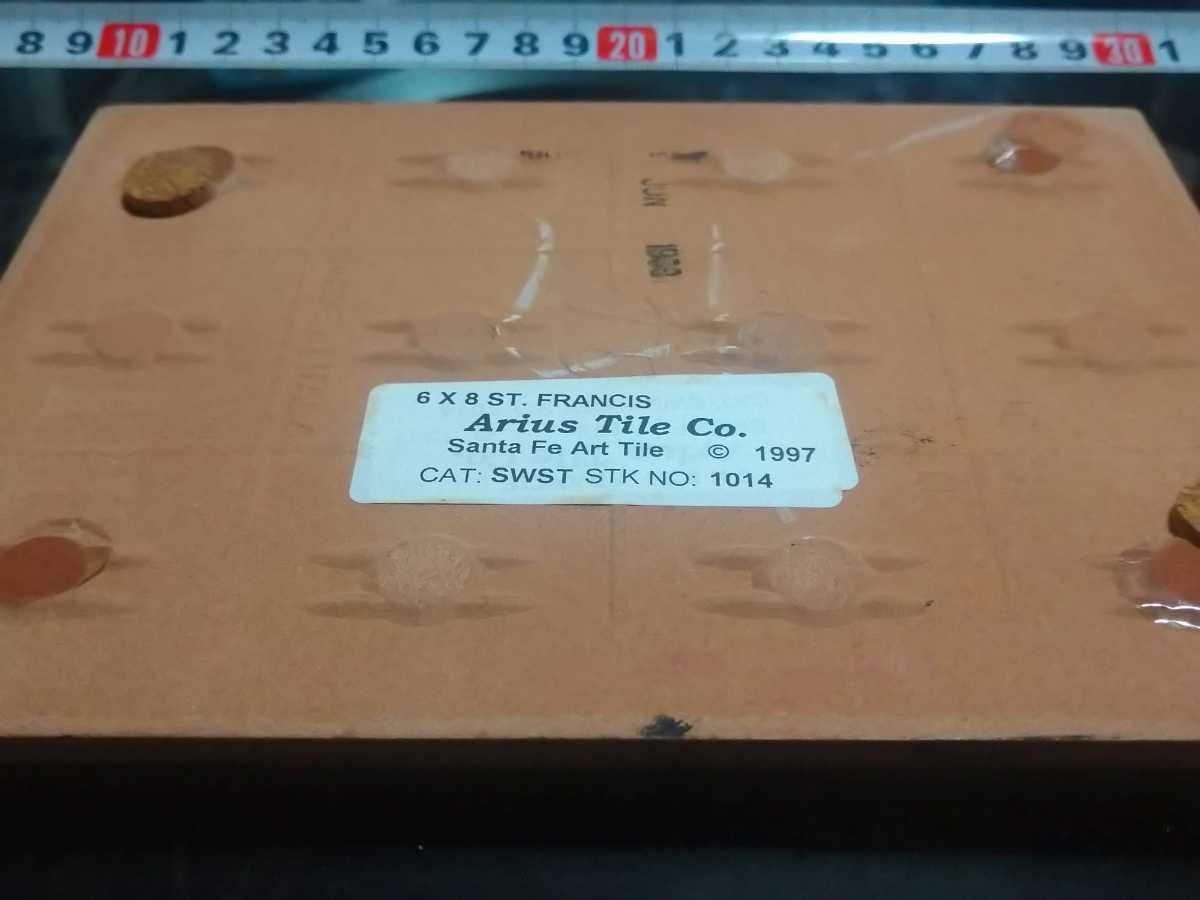 8 9 10 1 2 3 4 5 6 7 8 9 20 1 2 3 4 5 6 7 8 9 30 1
JUN
6 X 8 ST. FRANCIS
Arius Tile Co.
Santa Fe Art Tile © 1997
CAT: SWST STK NO: 1014